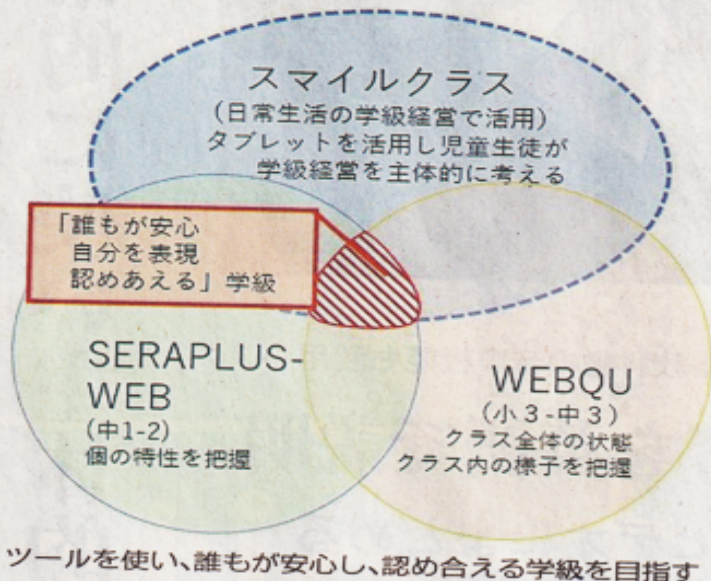 スマイルクラス
(日常生活の学級経営で活用)
タブレットを活用し児童生徒が
学級経営を主体的に考える
「誰もが安心
自分を表現
認めあえる」学級
SERAPLUS-
WEB
(中1-2)
個の特性を把握
WEBQU
(小3-中3)
クラス全体の状態
クラス内の様子を把握
ツールを使い、誰もが安心し、認め合える学級を目指す